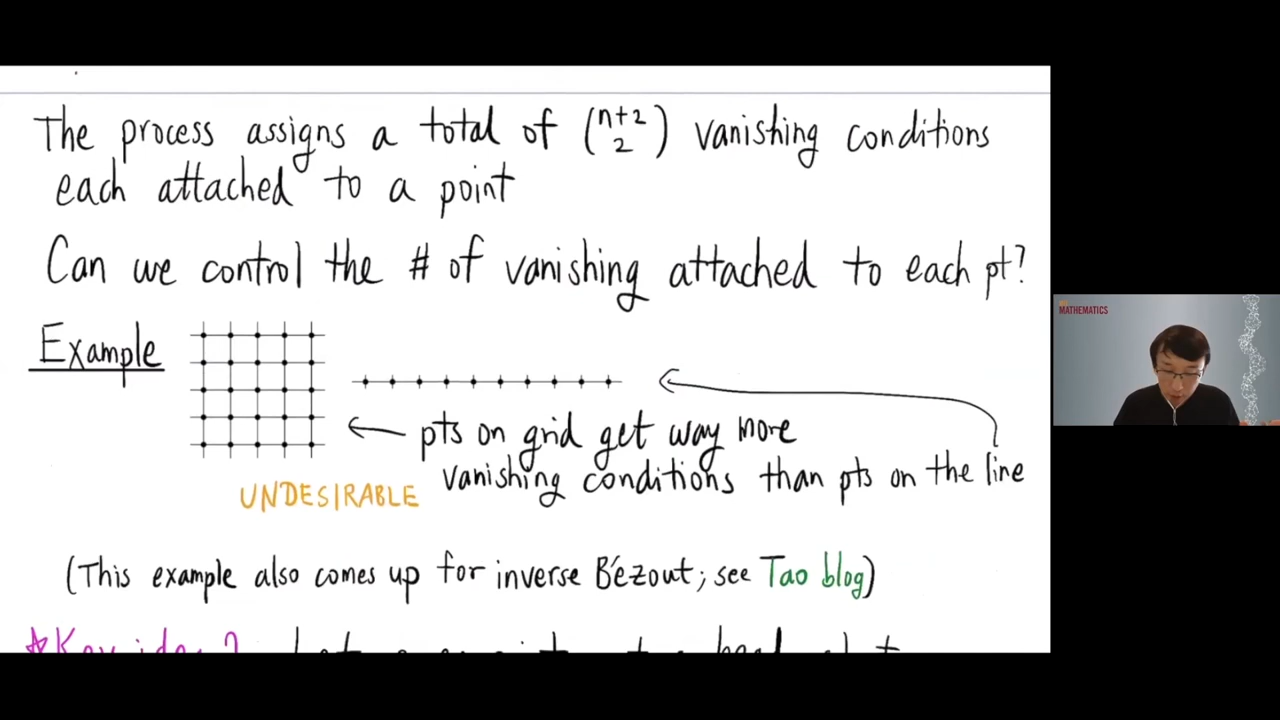 The process assigns a total of (n+2 2) vanishing conditions
each attached to a point
Can we control the # of vanishing attached to each pt?
Example
← pts on grid get way more
vanishing conditions than pts on the line
UNDESIRABLE
(This example also comes up for inverse Bézout; see Tao blog)
MATHEMATICS